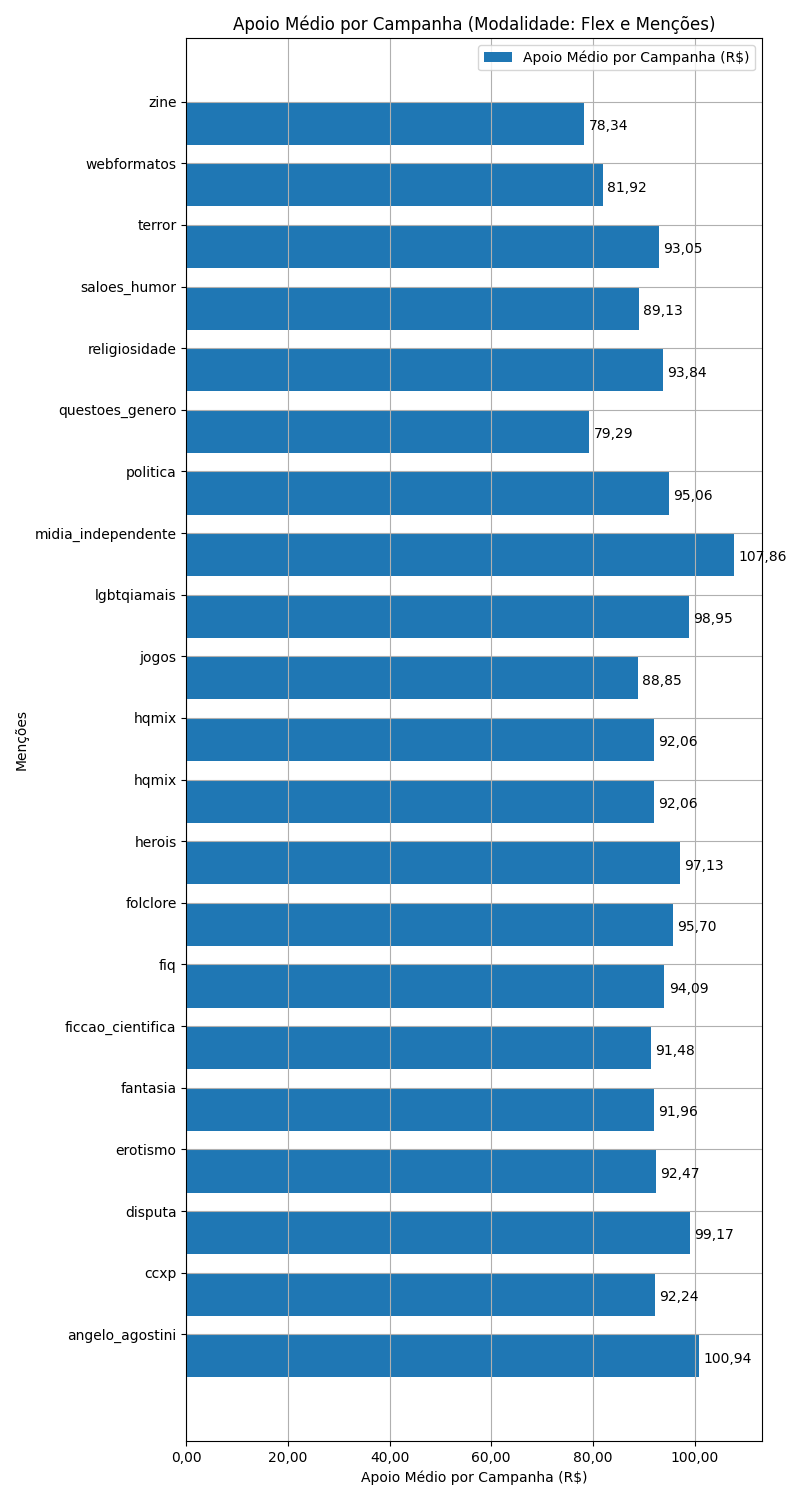 Apoio Médio por Campanha (Modalidade: Flex e Menções)
Apoio Médio por Campanha (R$)
zine
78,34
webformatos
81,92
terror
93,05
saloes_humor
89,13
religiosidade
93,84
questoes_genero
79,29
politica
95,06
midia_independente
107,86
lgbtqiamais
98,95
jogos
88,85
hqmix
92,06
hqmix
92,06
herois
97,13
folclore
95,70
fiq
94,09
ficcao_cientifica
91,48
fantasia
91,96
erotismo
92,47
disputa
99,17
ccxp
92,24
angelo_agostini
100,94
Menções
0,00 20,00 40,00 60,00 80,00 100,00
Apoio Médio por Campanha (R$)